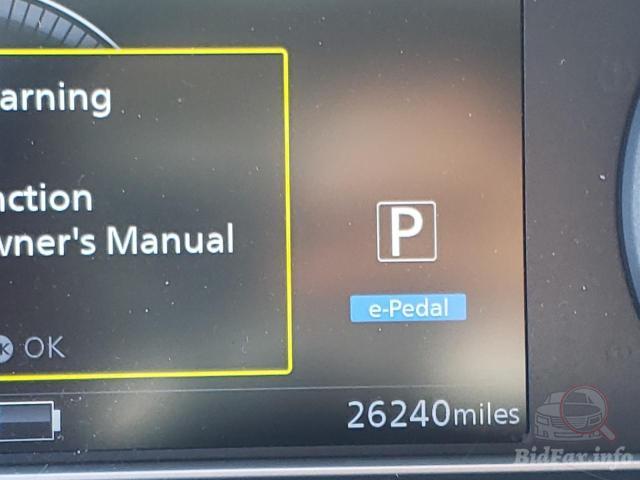 arning
nction
wner's Manual
P
e-Pedal
OK
26240miles
BidFax.info